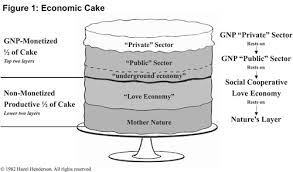 Figure 1: Economic Cake
GNP-Monetized
½ of Cake
Top two layers
Non-Monetized
Productive ½ of Cake
Lower two layers
"Private" Sector
"Public" Sector
"underground economy"
"Love Economy"
Mother Nature
GNP "Private" Sector
Rests on
GNP "Public" Sector
Rests on
Social Cooperative
Love Economy
Rests on
Nature's Layer
© 1982 Hazel Henderson. All rights reserved